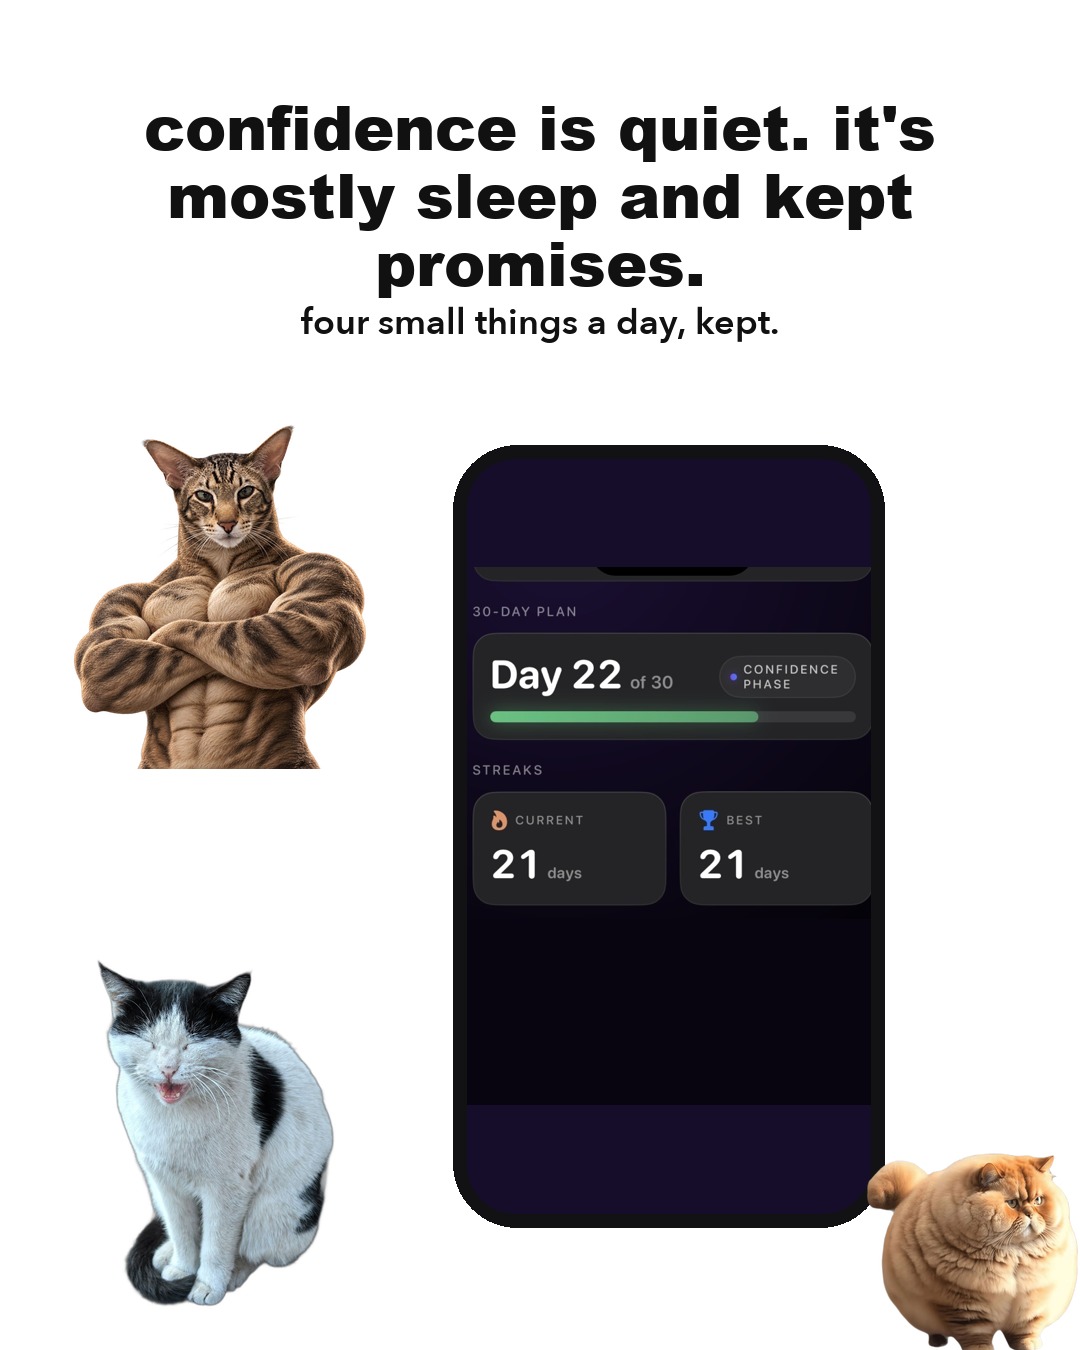 confidence is quiet. it's
mostly sleep and kept
promises.
four small things a day, kept.
30-DAY PLAN
Day 22 of 30
CONFIDENCE
PHASE
STREAKS
CURRENT
21 days
BEST
21 days